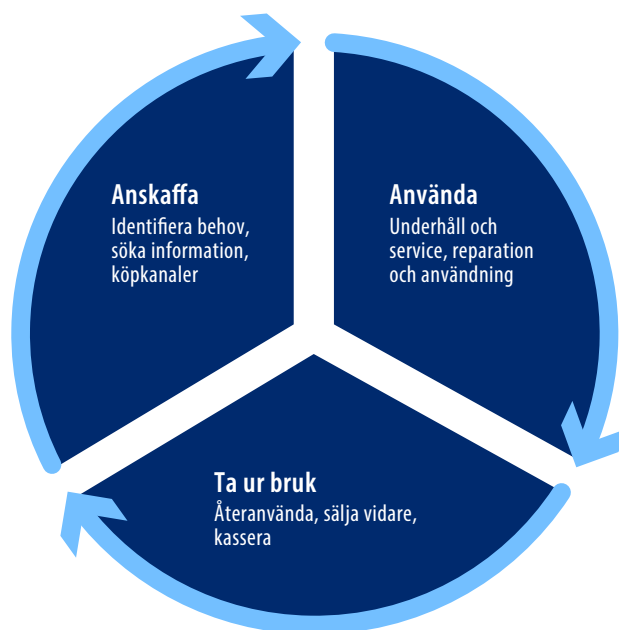 Anskaffa
Identifiera behov,
söka information,
köpkanaler
Använda
Underhåll och
service, reparation
och användning
Ta ur bruk
Återanvända, sälja vidare,
kassera